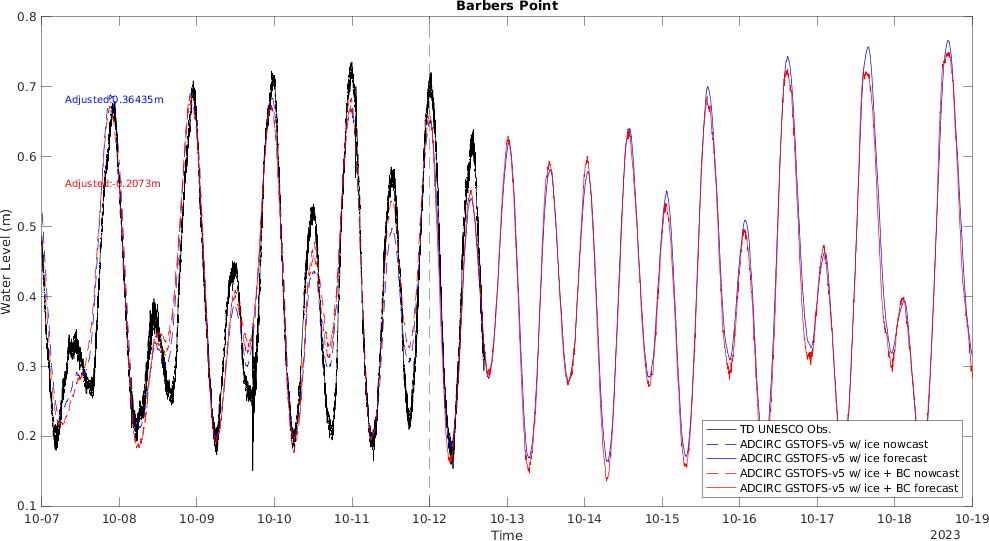 Barbers Point
Water Level (m)
0.8
0.7
0.6
0.5
0.4
0.3
0.2
0.1
Adjusted:0.36435m
Adjusted:-0.2073m
TD UNESCO Obs.
ADCIRC GSTOFS-v5 w/ ice nowcast
ADCIRC GSTOFS-v5 w/ ice forecast
ADCIRC GSTOFS-v5 w/ ice + BC nowcast
ADCIRC GSTOFS-v5 w/ ice + BC forecast
10-07 10-08 10-09 10-10 10-11 10-12 10-13 10-14 10-15 10-16 10-17 10-18 10-19
Time
2023